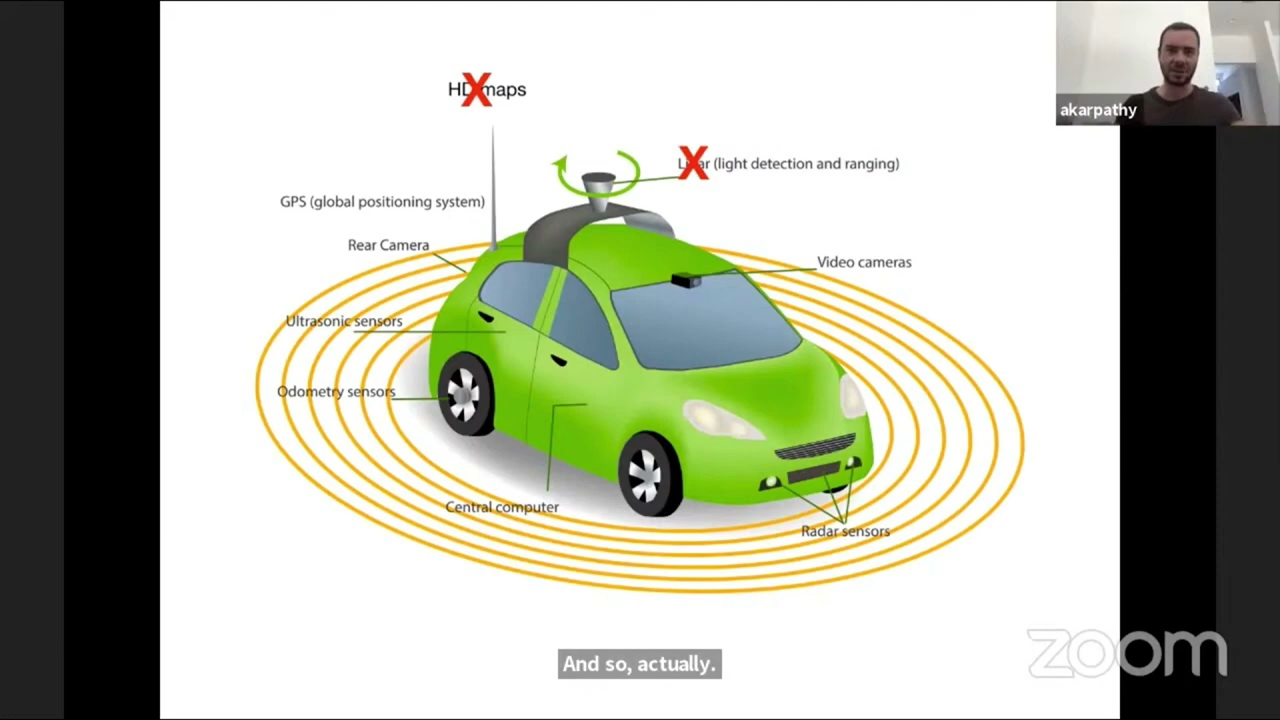 HD maps
akarpathy
Lidar (light detection and ranging)
GPS (global positioning system)
Rear Camera
Video cameras
Ultrasonic sensors
Odometry sensors
Central computer
Radar sensors
zoom
And so, actually.